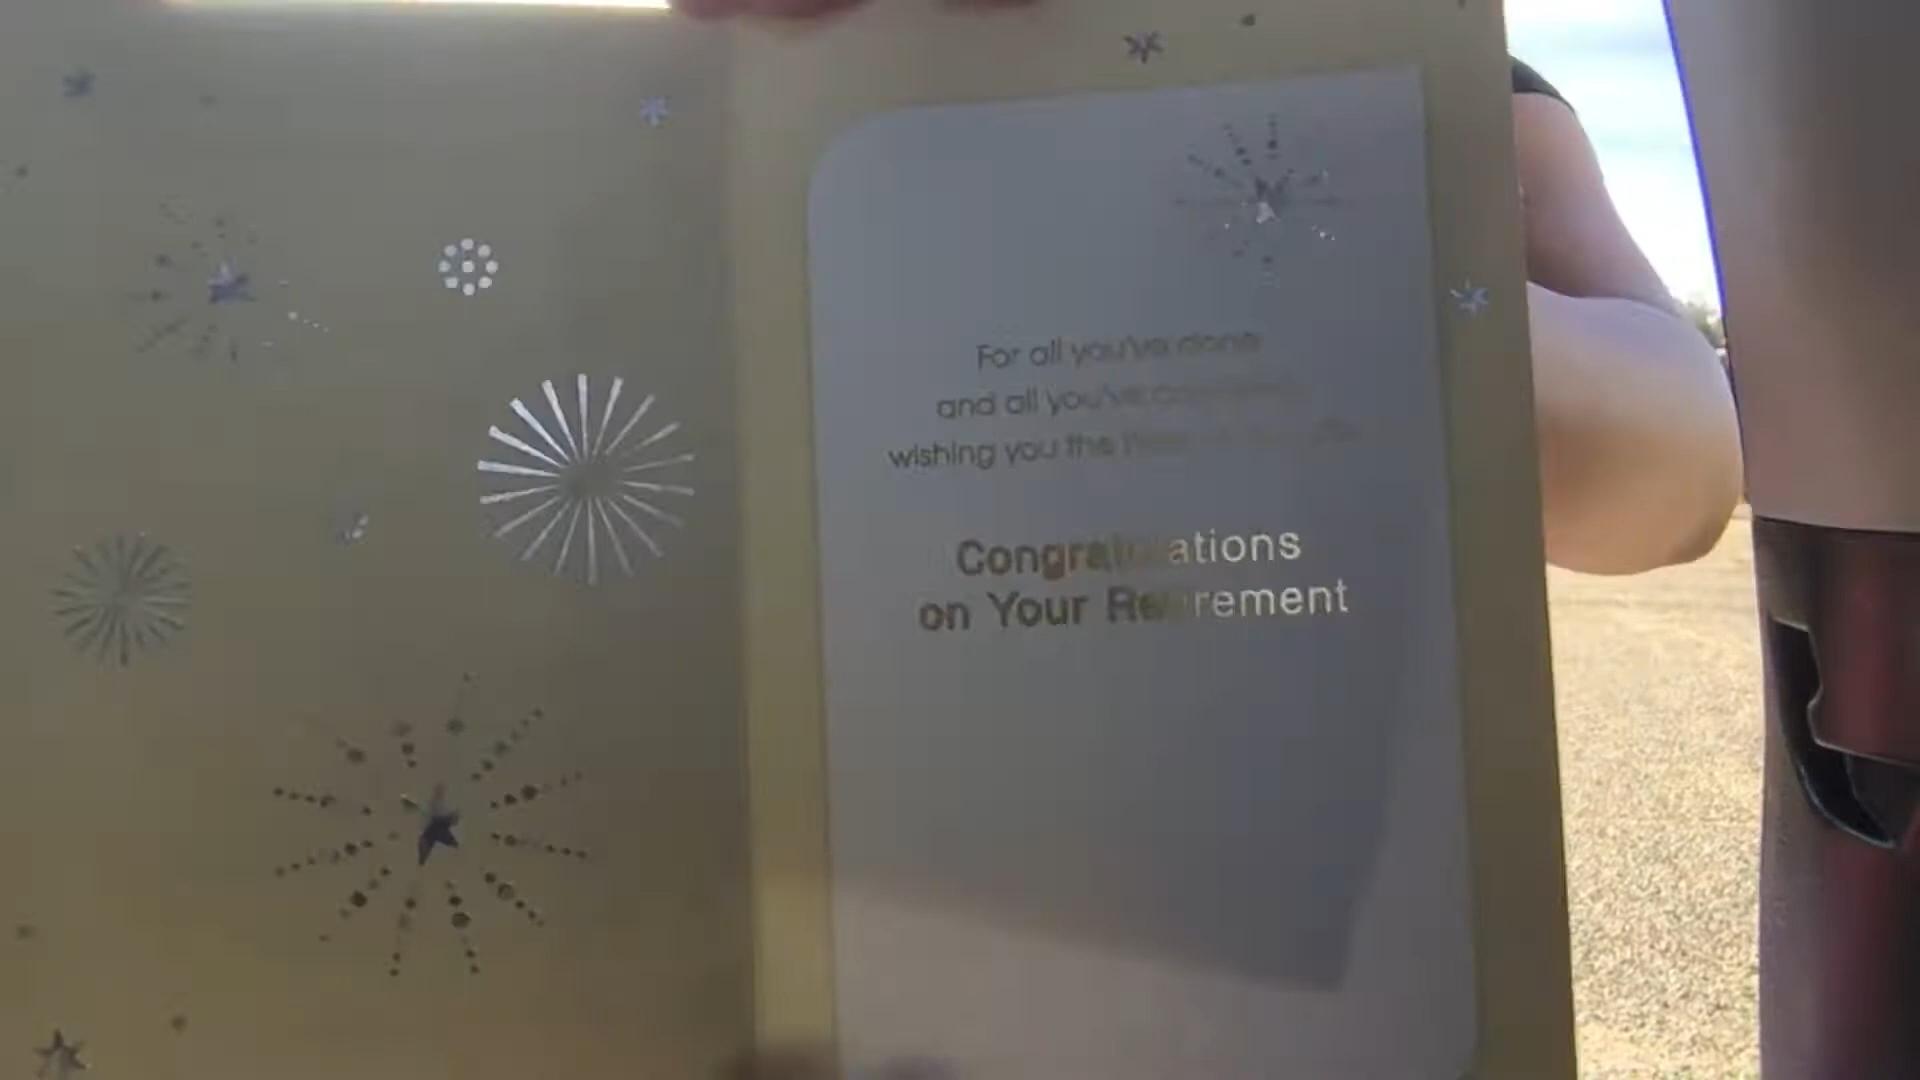 For all you've done
and all you've
wishing you the
Congratulations
on Your Retirement